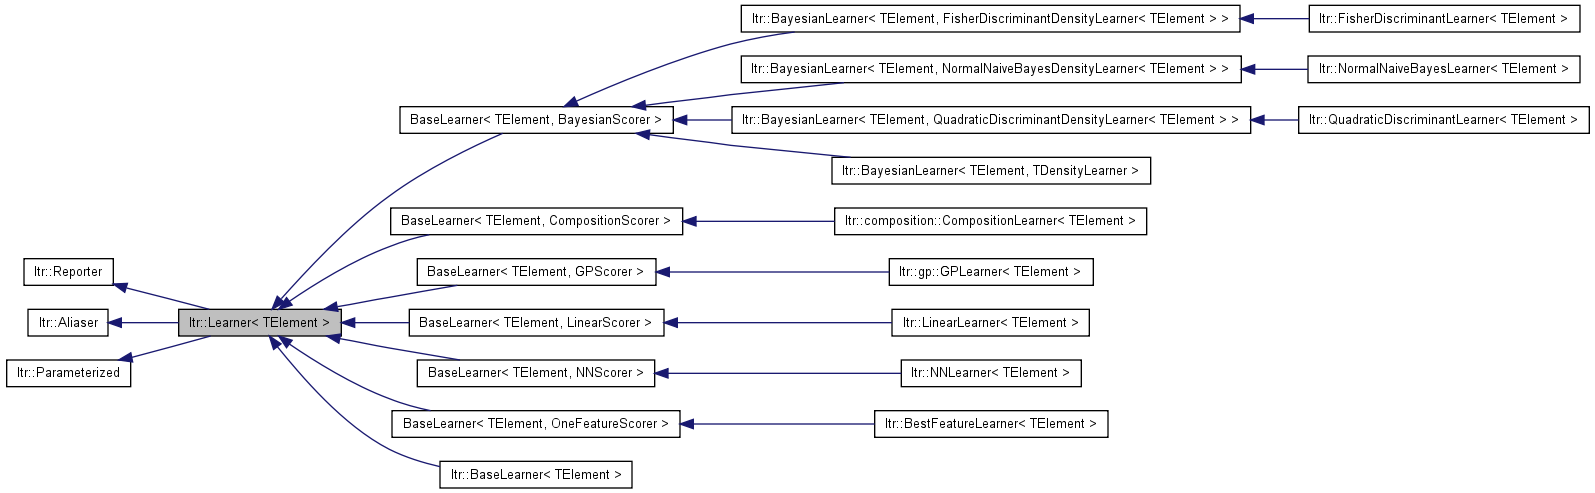 ltr::BayesianLearner< TElement, FisherDiscriminantDensityLearner< TElement > >
ltr::FisherDiscriminantLearner< TElement >
ltr::BayesianLearner< TElement, NormalNaiveBayesDensityLearner< TElement > >
ltr::NormalNaiveBayesLearner< TElement >
BaseLearner< TElement, BayesianScorer >
ltr::BayesianLearner< TElement, QuadraticDiscriminantDensityLearner< TElement > >
ltr::QuadraticDiscriminantLearner< TElement >
ltr::BayesianLearner< TElement, TDensityLearner >
BaseLearner< TElement, CompositionScorer >
ltr::composition::CompositionLearner< TElement >
ltr::Reporter
BaseLearner< TElement, GPScorer >
ltr::gp::GPLearner< TElement >
ltr::Aliaser
ltr::Learner< TElement >
BaseLearner< TElement, LinearScorer >
ltr::LinearLearner< TElement >
ltr::Parameterized
BaseLearner< TElement, NNScorer >
ltr::NNLearner< TElement >
BaseLearner< TElement, OneFeatureScorer >
ltr::BestFeatureLearner< TElement >
ltr::BaseLearner< TElement >